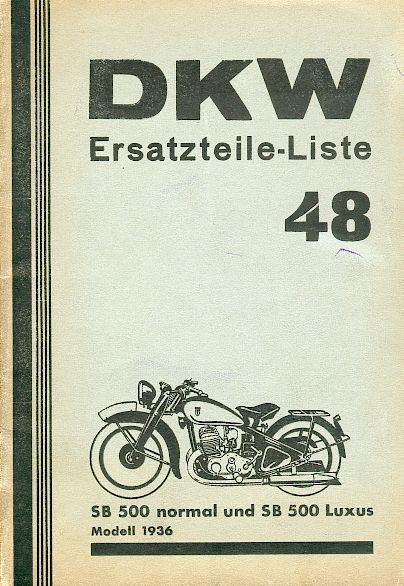 DKW
Ersatzteile-Liste
48
SB 500 normal und SB 500 Luxus
Modell 1936